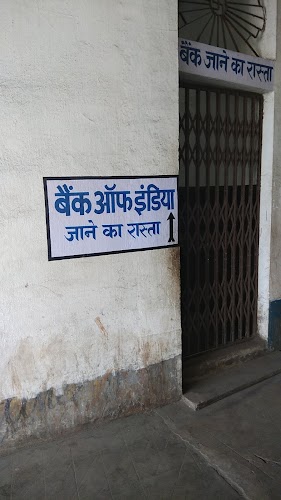 बैंक जाने का रास्ता
बैंक ऑफ इंडिया
जाने का रास्ता